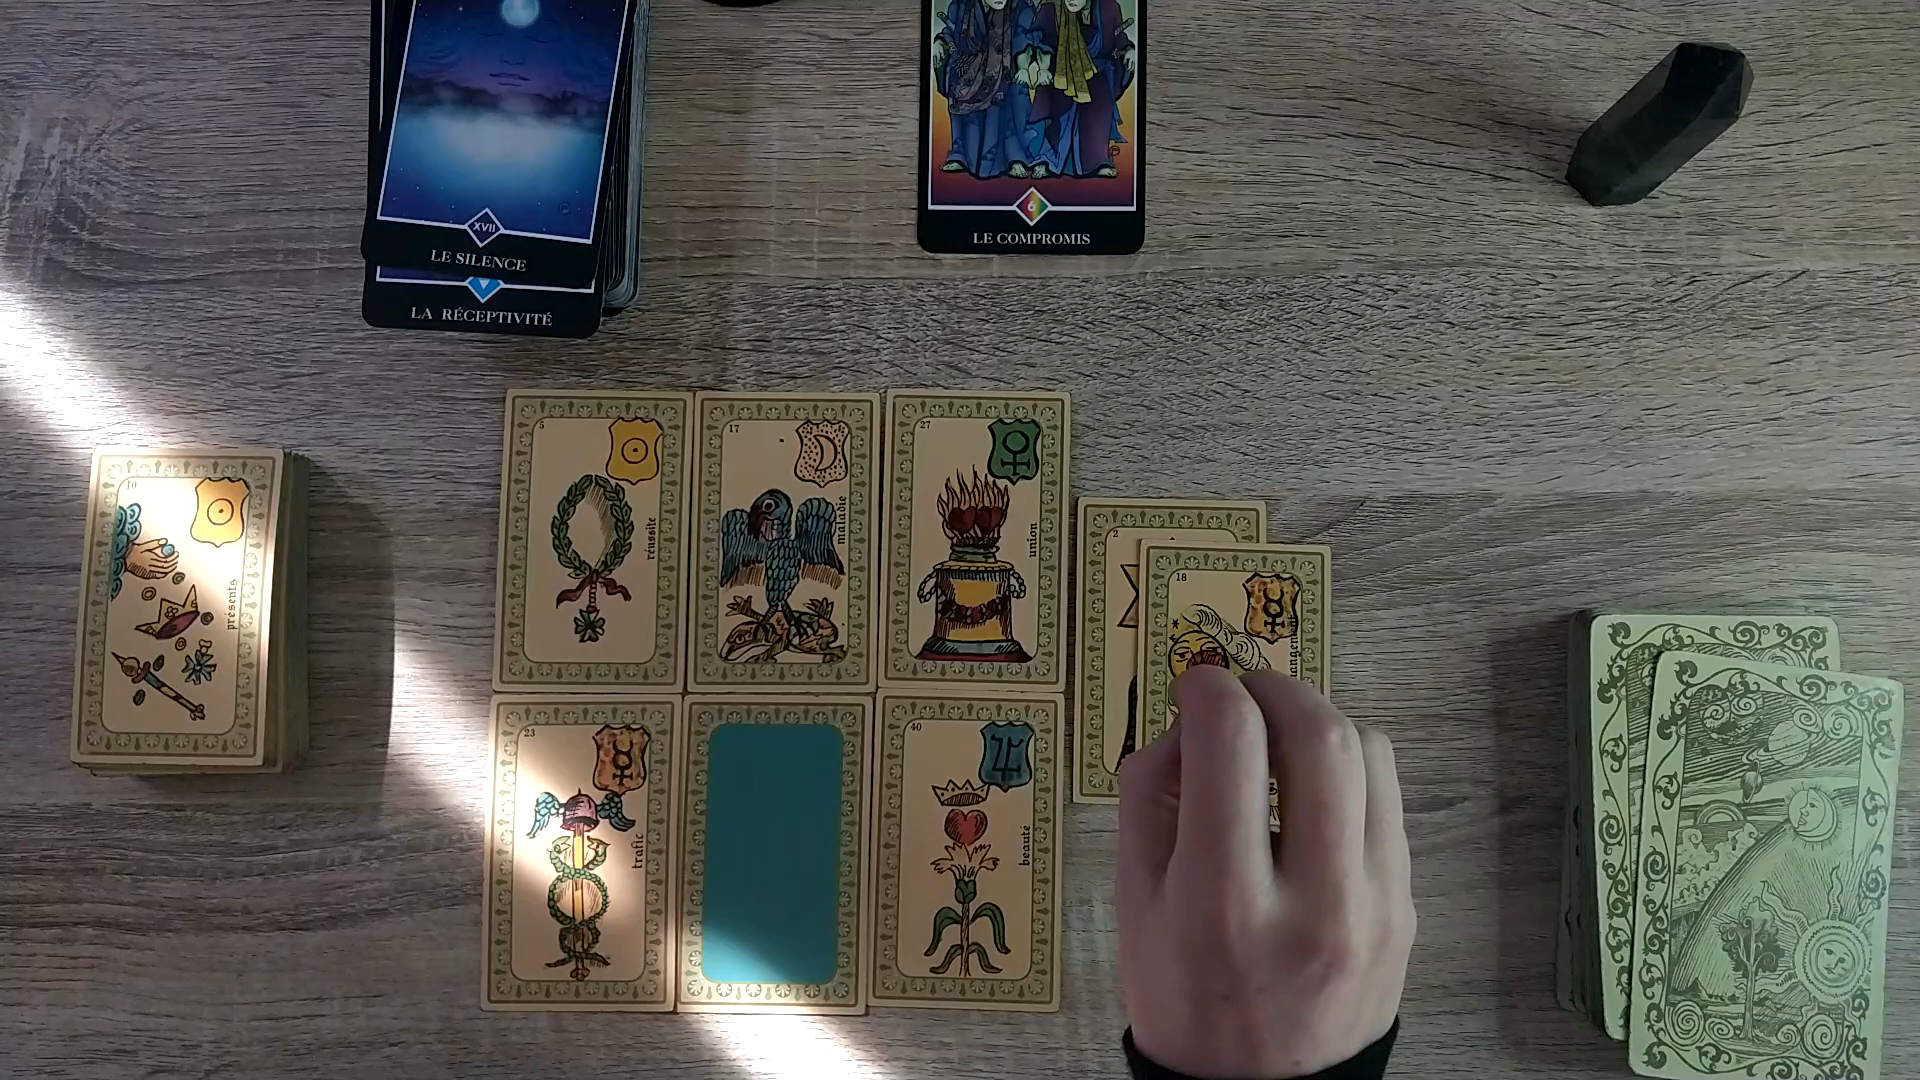 XVII
LE SILENCE
LA RÉCEPTIVITÉ
6
LE COMPROMIS
10
présents
5
réussite
17
maladie
27
union
2
18
23
trafic
40
beauté